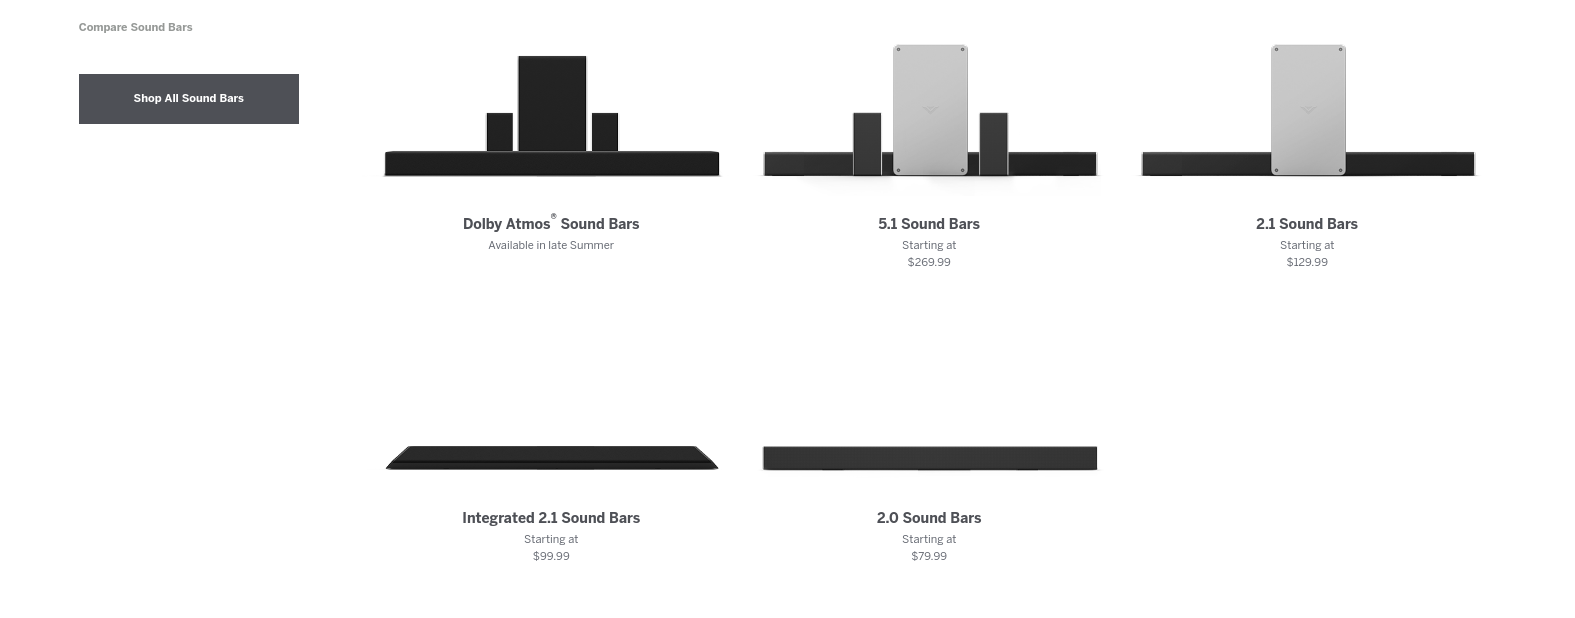 Compare Sound Bars
Shop All Sound Bars
Dolby Atmos® Sound Bars
Available in late Summer
5.1 Sound Bars
Starting at
$269.99
2.1 Sound Bars
Starting at
$129.99
Integrated 2.1 Sound Bars
Starting at
$99.99
2.0 Sound Bars
Starting at
$79.99